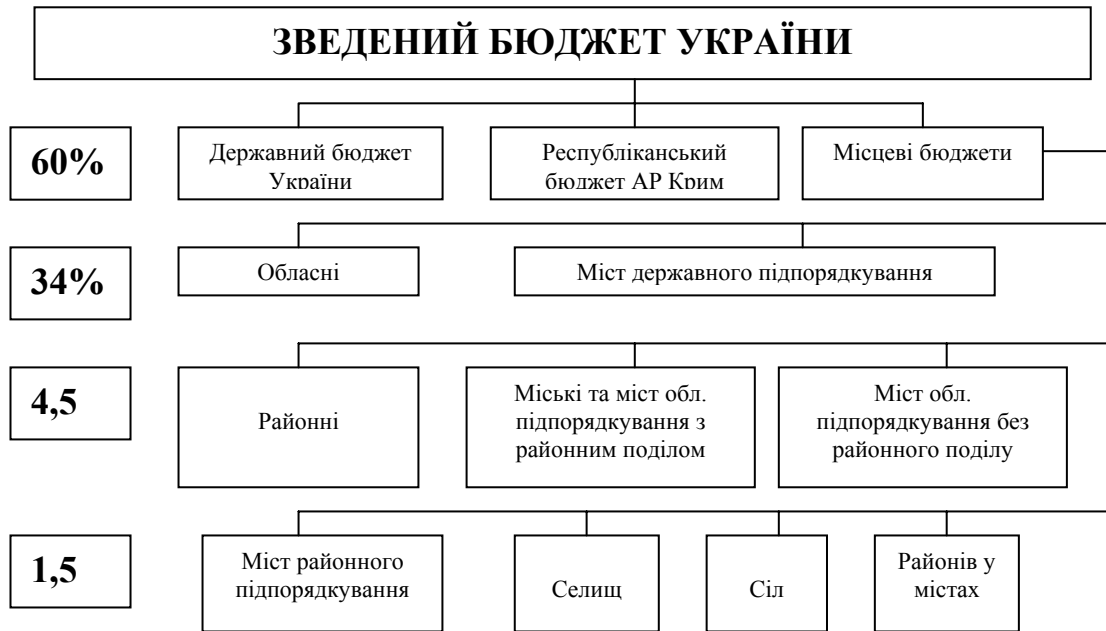 ЗВЕДЕНИЙ БЮДЖЕТ УКРАЇНИ
60%
Державний бюджет
України
Республіканський
бюджет АР Крим
Місцеві бюджети
34%
Обласні
Міст державного підпорядкування
4,5
Районні
Міські та міст обл.
підпорядкування з
районним поділом
Міст обл.
підпорядкування без
районного поділу
1,5
Міст районного
підпорядкування
Селищ
Сіл
Районів у
містах